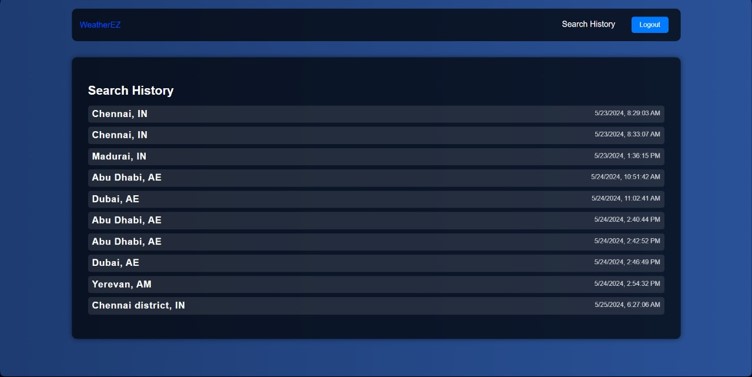 WeatherEZ Search History Logout
Search History
Chennai, IN 5/23/2024, 8:29:03 AM
Chennai, IN 5/23/2024, 8:33:07 AM
Madurai, IN 5/23/2024, 1:36:15 PM
Abu Dhabi, AE 5/24/2024, 10:51:42 AM
Dubai, AE 5/24/2024, 11:02:41 AM
Abu Dhabi, AE 5/24/2024, 2:40:44 PM
Abu Dhabi, AE 5/24/2024, 2:42:52 PM
Dubai, AE 5/24/2024, 2:46:49 PM
Yerevan, AM 5/24/2024, 2:54:32 PM
Chennai district, IN 5/25/2024, 6:27:06 AM